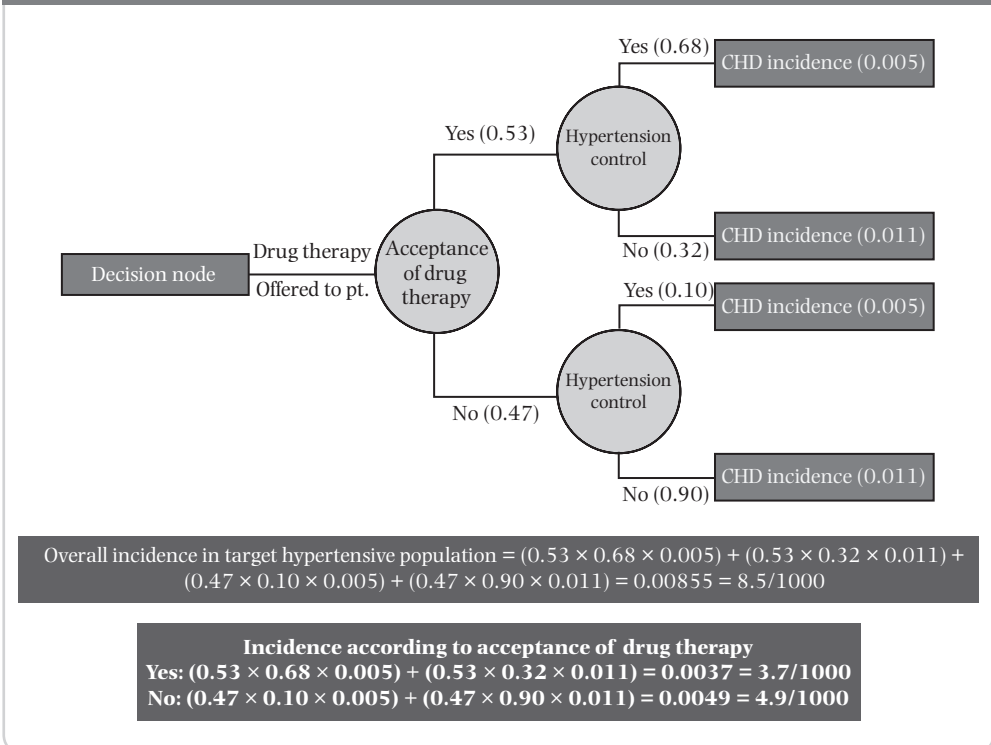 Yes (0.68)
CHD incidence (0.005)
Yes (0.53)
Hypertension
control
No (0.32)
CHD incidence (0.011)
Decision node
Drug therapy
Offered to pt.
Acceptance
of drug
therapy
Yes (0.10)
CHD incidence (0.005)
No (0.47)
Hypertension
control
No (0.90)
CHD incidence (0.011)
Overall incidence in target hypertensive population = (0.53 × 0.68 × 0.005) + (0.53 × 0.32 × 0.011) +
(0.47 × 0.10 × 0.005) + (0.47 × 0.90 × 0.011) = 0.00855 = 8.5/1000
Incidence according to acceptance of drug therapy
Yes: (0.53 × 0.68 × 0.005) + (0.53 × 0.32 × 0.011) = 0.0037 = 3.7/1000
No: (0.47 × 0.10 × 0.005) + (0.47 × 0.90 × 0.011) = 0.0049 = 4.9/1000